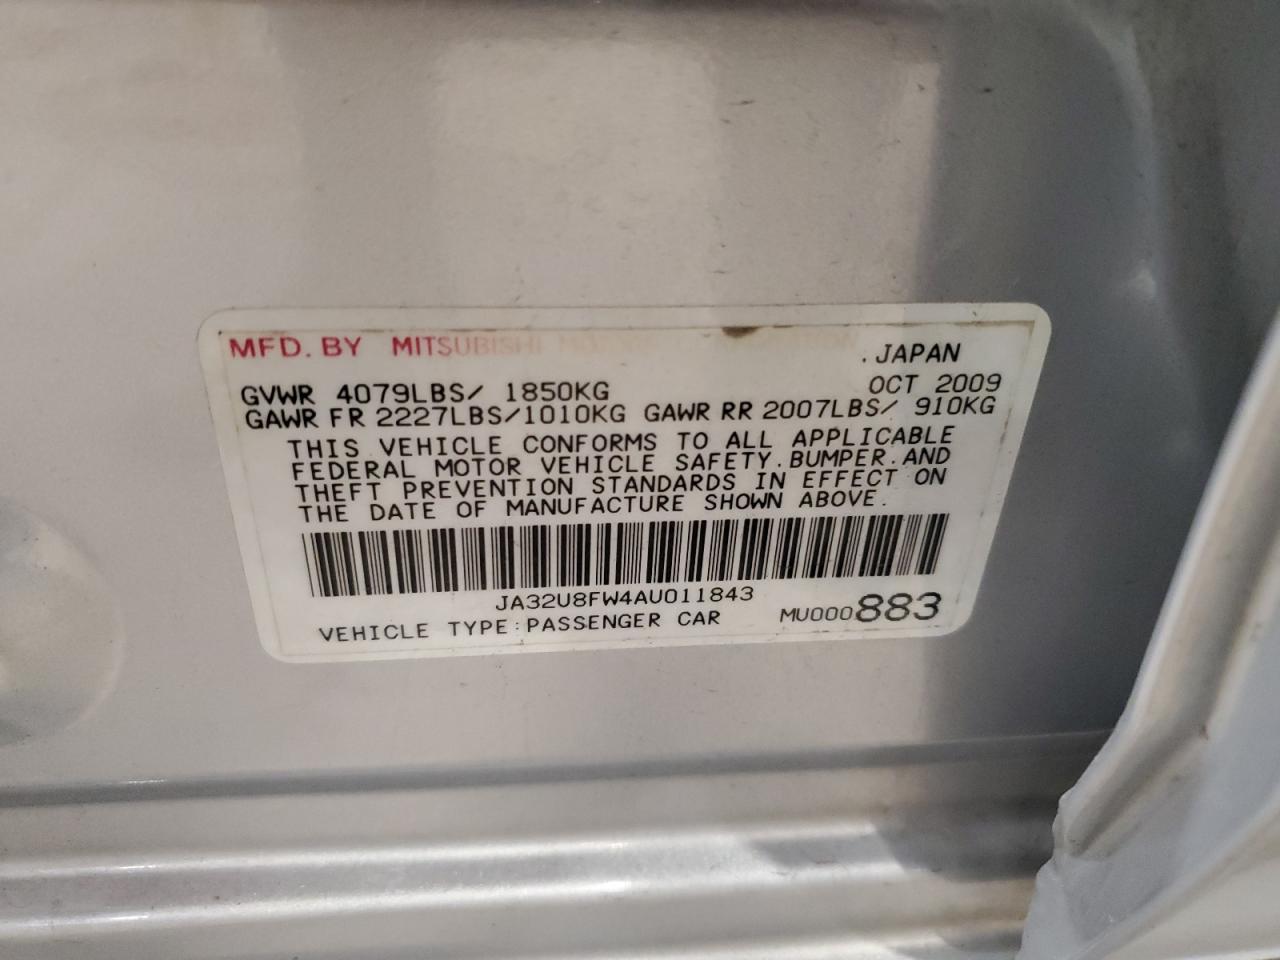 MFD. BY MITSUBISHI MOTORS CORPORATION .JAPAN
GVWR 4079LBS/ 1850KG OCT 2009
GAWR FR 2227LBS/1010KG GAWR RR 2007LBS/ 910KG
THIS VEHICLE CONFORMS TO ALL APPLICABLE
FEDERAL MOTOR VEHICLE SAFETY.BUMPER.AND
THEFT PREVENTION STANDARDS IN EFFECT ON
THE DATE OF MANUFACTURE SHOWN ABOVE.
JA32U8FW4AU011843
VEHICLE TYPE:PASSENGER CAR MU000883